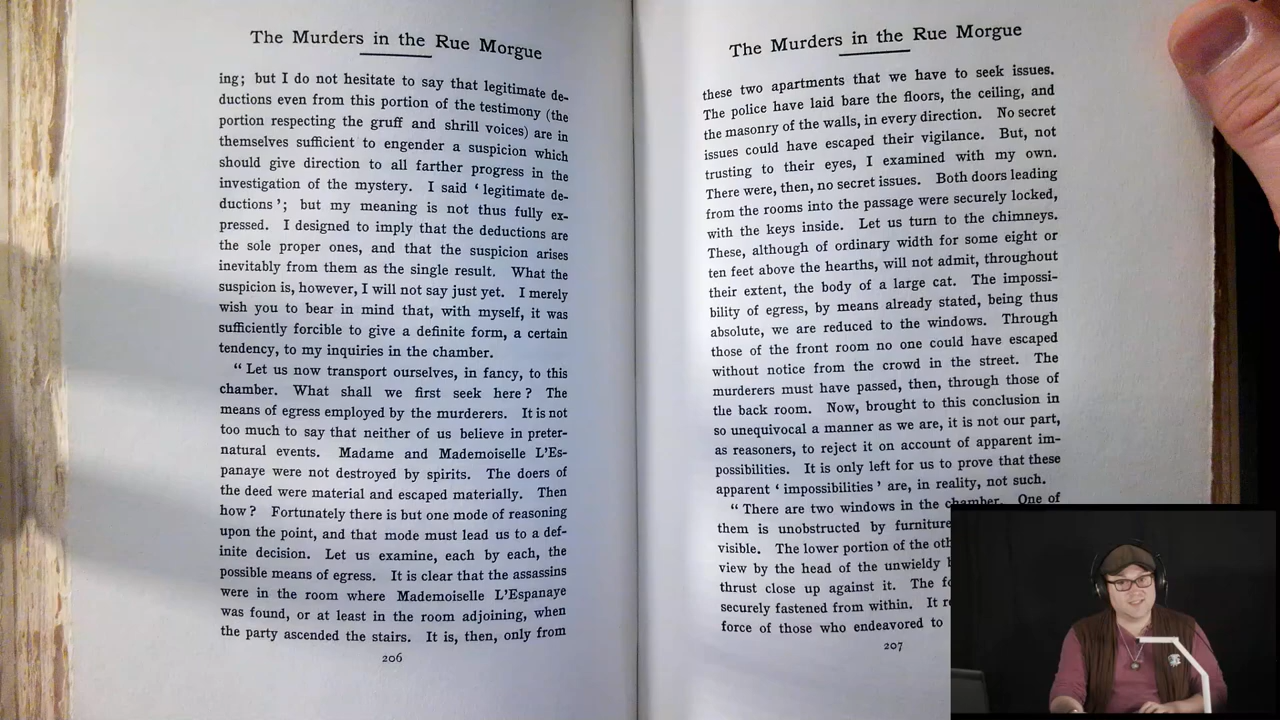 The Murders in the Rue Morgue
ing; but I do not hesitate to say that legitimate de-
ductions even from this portion of the testimony (the
portion respecting the gruff and shrill voices) are in
themselves sufficient to engender a suspicion which
should give direction to all farther progress in the
investigation of the mystery. I said ‘ legitimate de-
ductions ’; but my meaning is not thus fully ex-
pressed. I designed to imply that the deductions are
the sole proper ones, and that the suspicion arises
inevitably from them as the single result. What the
suspicion is, however, I will not say just yet. I merely
wish you to bear in mind that, with myself, it was
sufficiently forcible to give a definite form, a certain
tendency, to my inquiries in the chamber.
“ Let us now transport ourselves, in fancy, to this
chamber. What shall we first seek here ? The
means of egress employed by the murderers. It is not
too much to say that neither of us believe in preter-
natural events. Madame and Mademoiselle L’Es-
panaye were not destroyed by spirits. The doers of
the deed were material and escaped materially. Then
how ? Fortunately there is but one mode of reasoning
upon the point, and that mode must lead us to a def-
inite decision. Let us examine, each by each, the
possible means of egress. It is clear that the assassins
were in the room where Mademoiselle L’Espanaye
was found, or at least in the room adjoining, when
the party ascended the stairs. It is, then, only from
206
The Murders in the Rue Morgue
these two apartments that we have to seek issues.
The police have laid bare the floors, the ceiling, and
the masonry of the walls, in every direction. No secret
issues could have escaped their vigilance. But, not
trusting to their eyes, I examined with my own.
There were, then, no secret issues. Both doors leading
from the rooms into the passage were securely locked,
with the keys inside. Let us turn to the chimneys.
These, although of ordinary width for some eight or
ten feet above the hearths, will not admit, throughout
their extent, the body of a large cat. The impossi-
bility of egress, by means already stated, being thus
absolute, we are reduced to the windows. Through
those of the front room no one could have escaped
without notice from the crowd in the street. The
murderers must have passed, then, through those of
the back room. Now, brought to this conclusion in
so unequivocal a manner as we are, it is not our part,
as reasoners, to reject it on account of apparent im-
possibilities. It is only left for us to prove that these
apparent ‘ impossibilities ’ are, in reality, not such.
“ There are two windows in the chamber. One of
them is unobstructed by furniture
visible. The lower portion of the
view by the head of the unwieldy
thrust close up against it. The
securely fastened from within. It
force of those who endeavored to
207